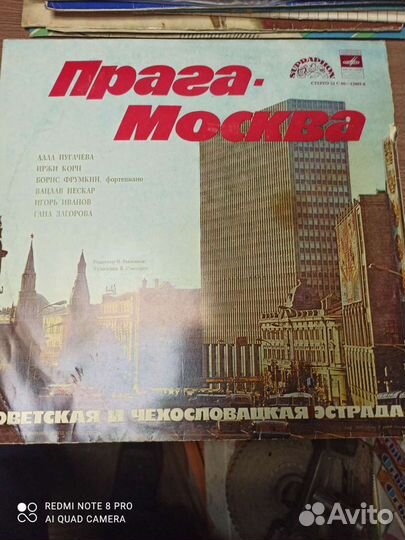 SUPRAPHON
Прага-
Москва
АЛЛА ПУГАЧЕВА
ИРЖИ КОРН
БОРИС ФРУМКИН, фортепиано
ВАЦЛАВ НЕСКАР
ИГОРЬ ИВАНОВ
ГАНА ЗАГОРОВА
ОВЕТСКАЯ И ЧЕХОСЛОВАЦКАЯ ЭСТРАДА
REDMI NOTE 8 PRO
AI QUAD CAMERA
Avito